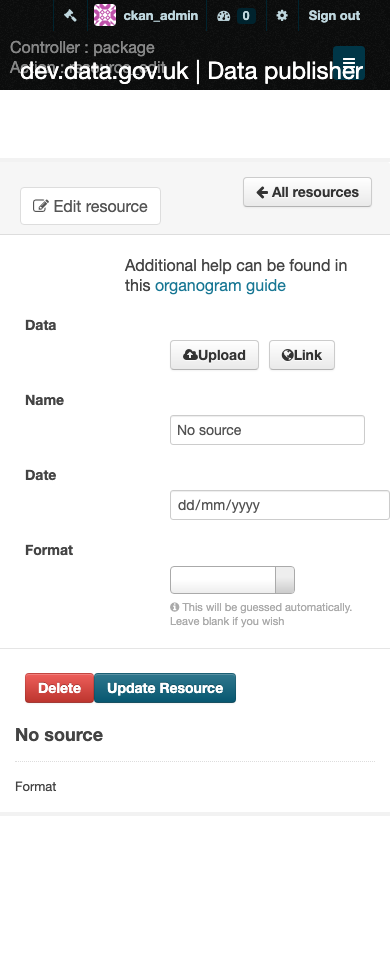 ckan_admin 0 Sign out
Controller : package
Action : resource_edit
dev.data.gov.uk | Data publisher
All resources
Edit resource
Additional help can be found in
this organogram guide
Data
Upload Link
Name
No source
Date
dd/mm/yyyy
Format
This will be guessed automatically.
Leave blank if you wish
Delete Update Resource
No source
Format